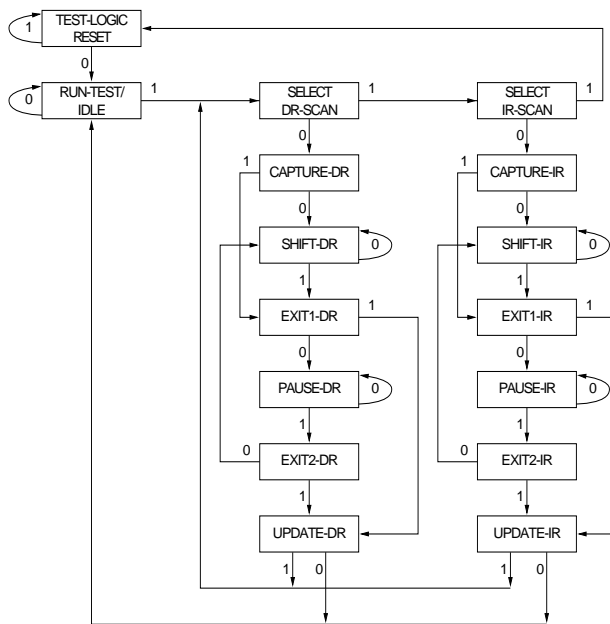 TEST-LOGIC
RESET
1
0
RUN-TEST/
IDLE
0
1
SELECT
DR-SCAN
1
SELECT
IR-SCAN
1
0
0
1
CAPTURE-DR
1
CAPTURE-IR
0
0
SHIFT-DR
0
SHIFT-IR
0
1
1
EXIT1-DR
1
EXIT1-IR
1
0
0
PAUSE-DR
0
PAUSE-IR
0
1
1
0
EXIT2-DR
0
EXIT2-IR
1
1
UPDATE-DR
UPDATE-IR
1
0
1
0